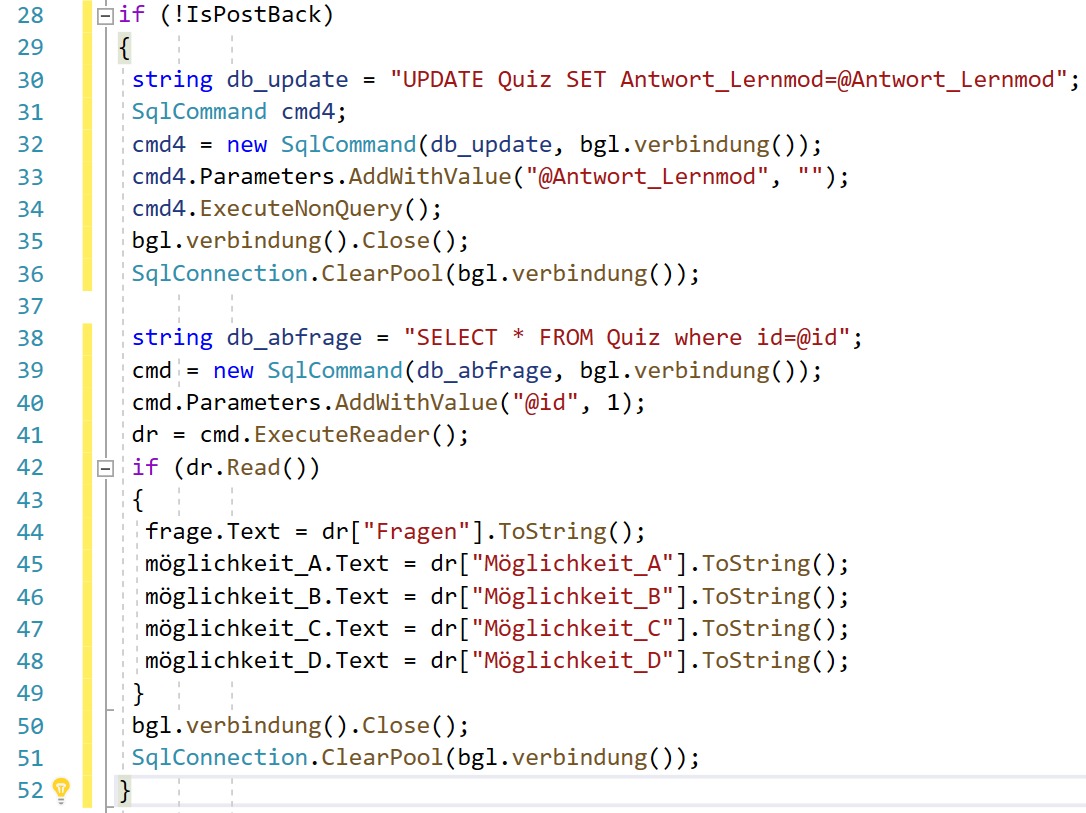 28 if (!IsPostBack)
29 {
30 string db_update = "UPDATE Quiz SET Antwort_Lernmod=@Antwort_Lernmod";
31 SqlCommand cmd4;
32 cmd4 = new SqlCommand(db_update, bgl.verbindung());
33 cmd4.Parameters.AddWithValue("@Antwort_Lernmod", "");
34 cmd4.ExecuteNonQuery();
35 bgl.verbindung().Close();
36 SqlConnection.ClearPool(bgl.verbindung());
37
38 string db_abfrage = "SELECT * FROM Quiz where id=@id";
39 cmd = new SqlCommand(db_abfrage, bgl.verbindung());
40 cmd.Parameters.AddWithValue("@id", 1);
41 dr = cmd.ExecuteReader();
42 if (dr.Read())
43 {
44 frage.Text = dr["Fragen"].ToString();
45 möglichkeit_A.Text = dr["Möglichkeit_A"].ToString();
46 möglichkeit_B.Text = dr["Möglichkeit_B"].ToString();
47 möglichkeit_C.Text = dr["Möglichkeit_C"].ToString();
48 möglichkeit_D.Text = dr["Möglichkeit_D"].ToString();
49 }
50 bgl.verbindung().Close();
51 SqlConnection.ClearPool(bgl.verbindung());
52 }